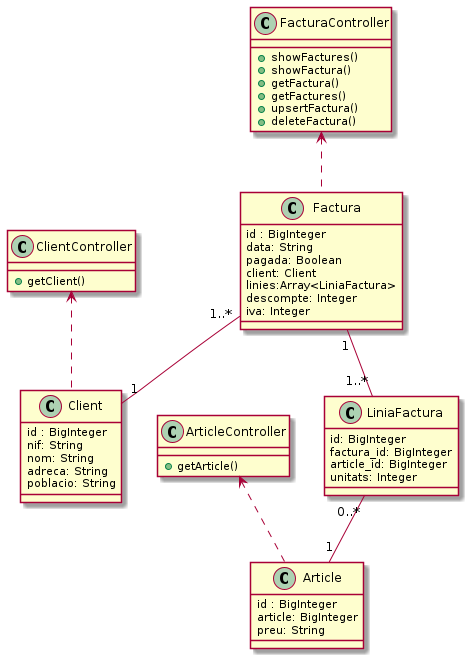 C FacturaController
showFactures()
showFactura()
getFactura()
getFactures()
upsertFactura()
deleteFactura()
C Factura
id : BigInteger
data: String
pagada: Boolean
client: Client
linies:Array<LiniaFactura>
descompte: Integer
iva: Integer
C ClientController
getClient()
1..*
1
1
1..*
C Client
id : BigInteger
nif: String
nom: String
adreca: String
poblacio: String
C ArticleController
getArticle()
C LiniaFactura
id: BigInteger
factura_id: BigInteger
article_id: BigInteger
unitats: Integer
0..*
1
C Article
id : BigInteger
article: BigInteger
preu: String